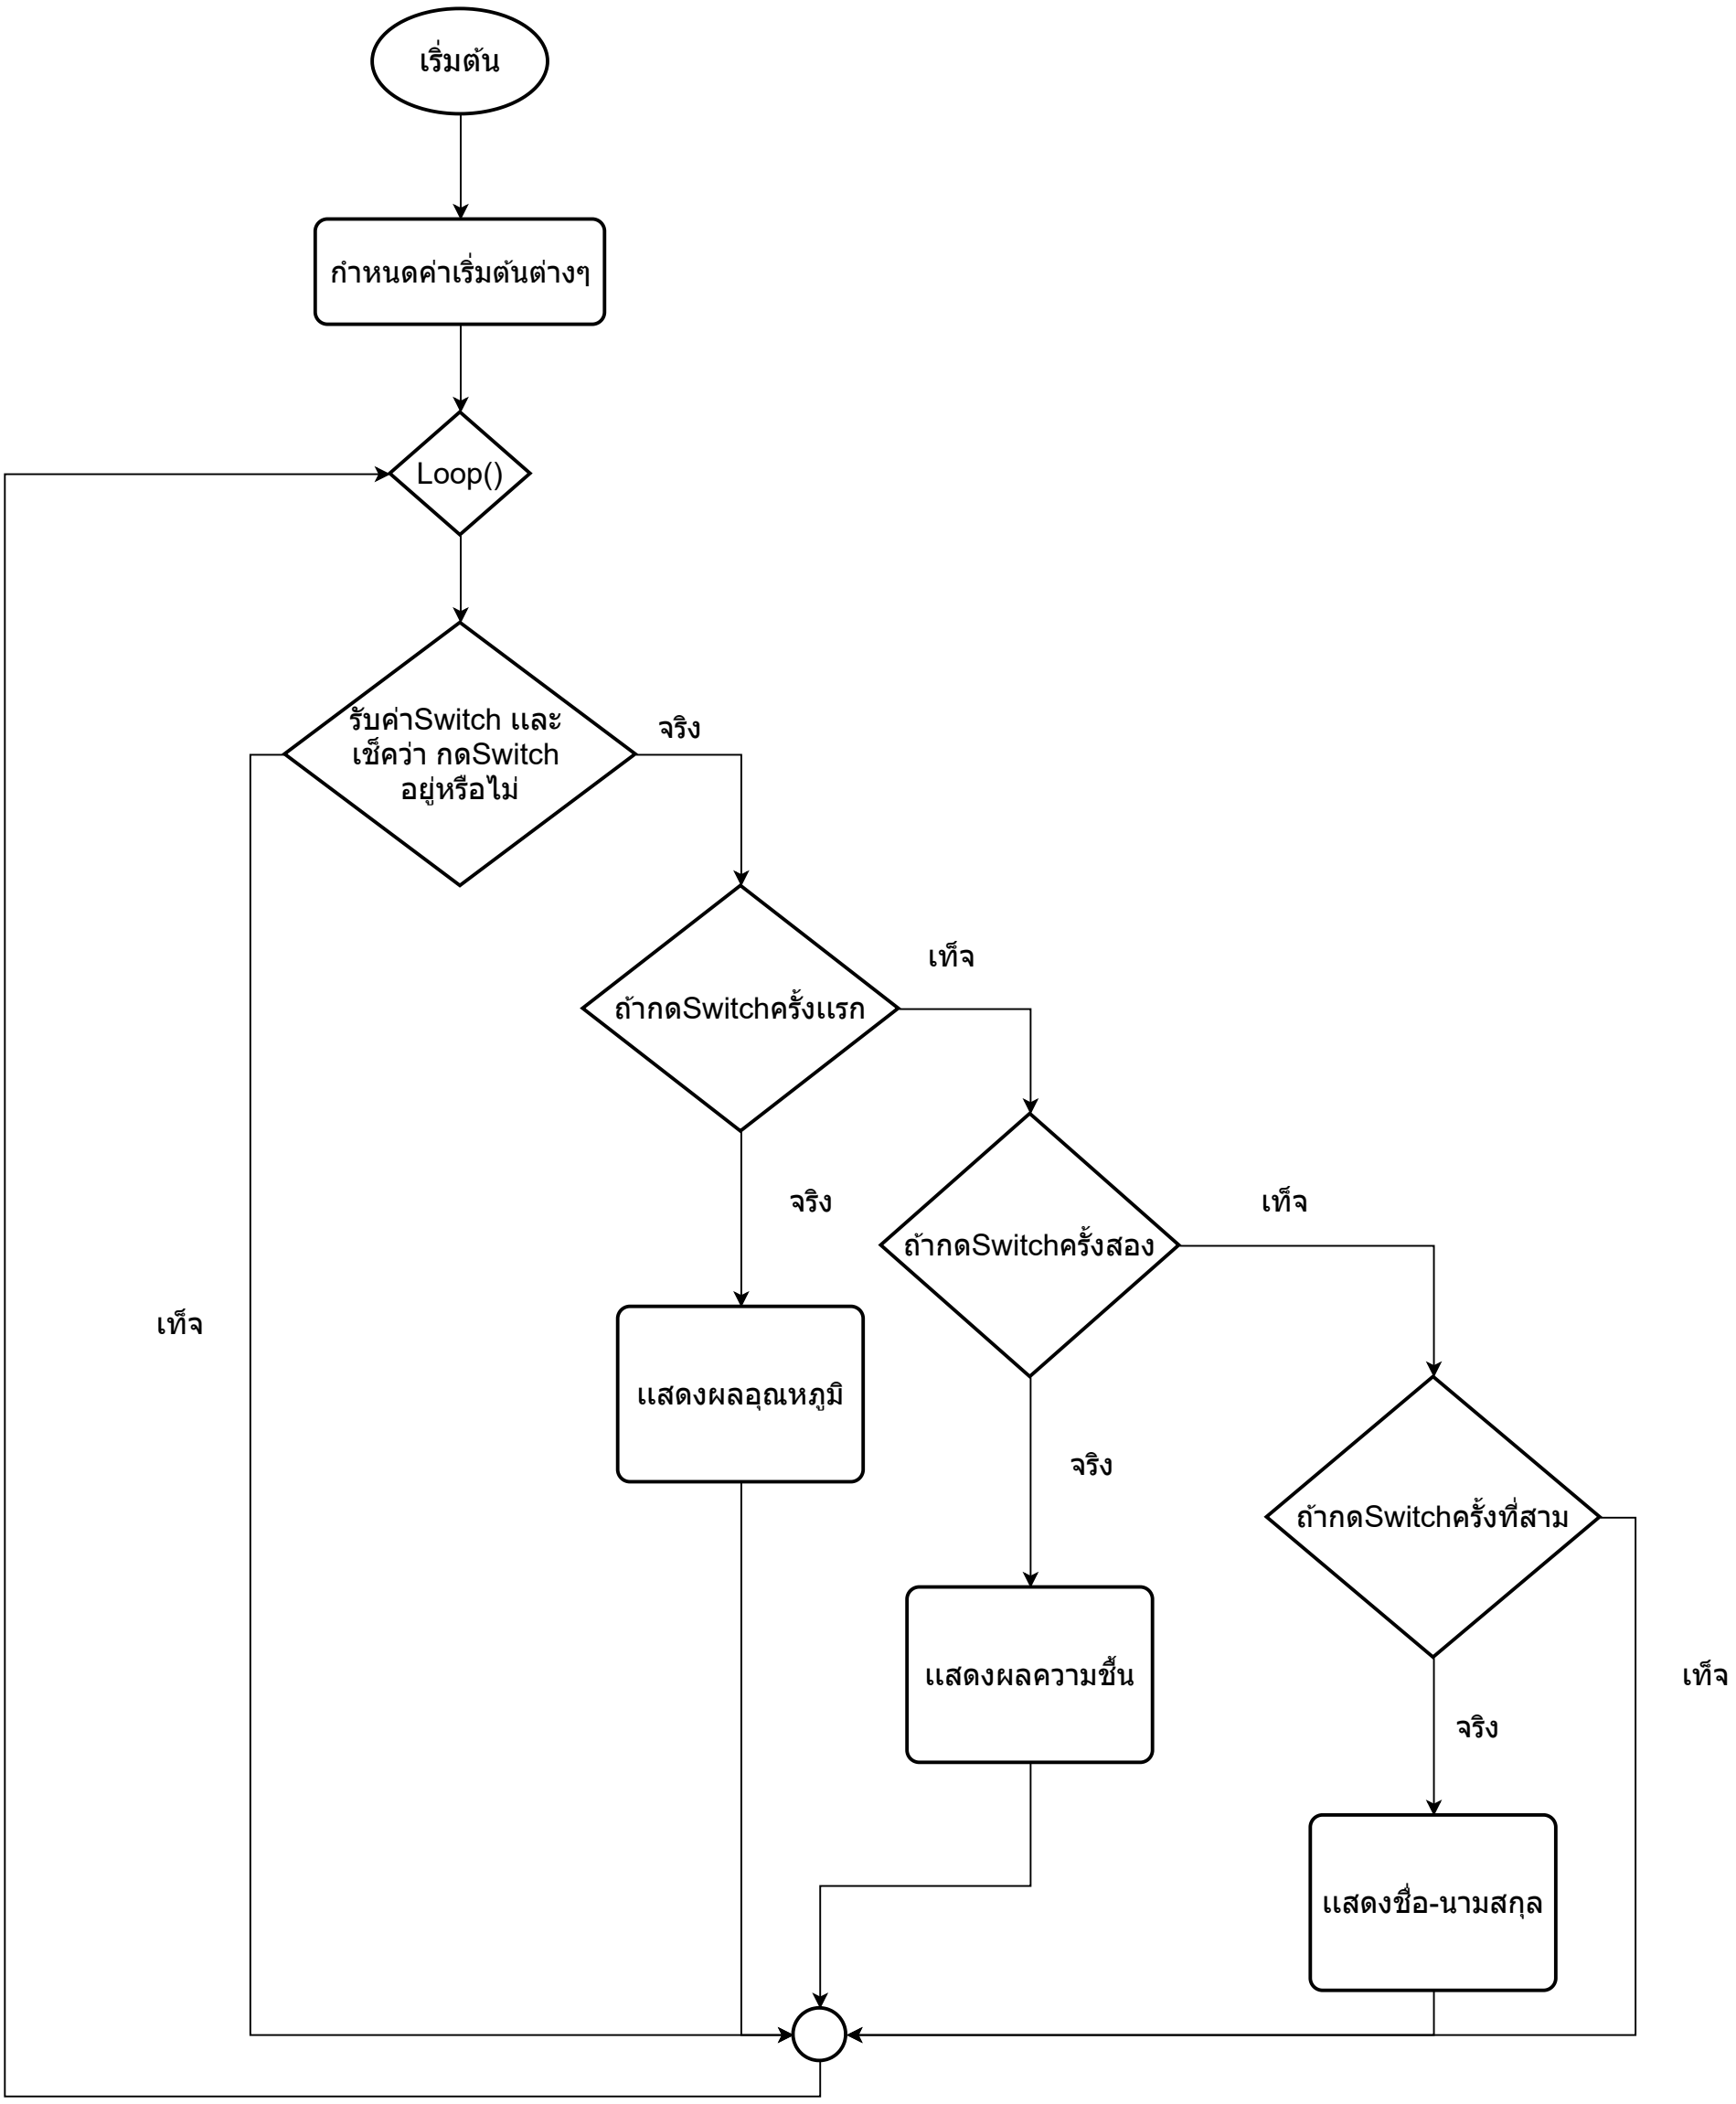 เริ่มต้น
กำหนดค่าเริ่มต้นต่างๆ
Loop()
รับค่าSwitch และ
เช็คว่า กดSwitch
อยู่หรือไม่
จริง
เท็จ
ถ้ากดSwitchครั้งแรก
เท็จ
จริง
ถ้ากดSwitchครั้งสอง
เท็จ
เท็จ
แสดงผลอุณหภูมิ
จริง
ถ้ากดSwitchครั้งที่สาม
แสดงผลความชื้น
เท็จ
จริง
แสดงชื่อ-นามสกุล